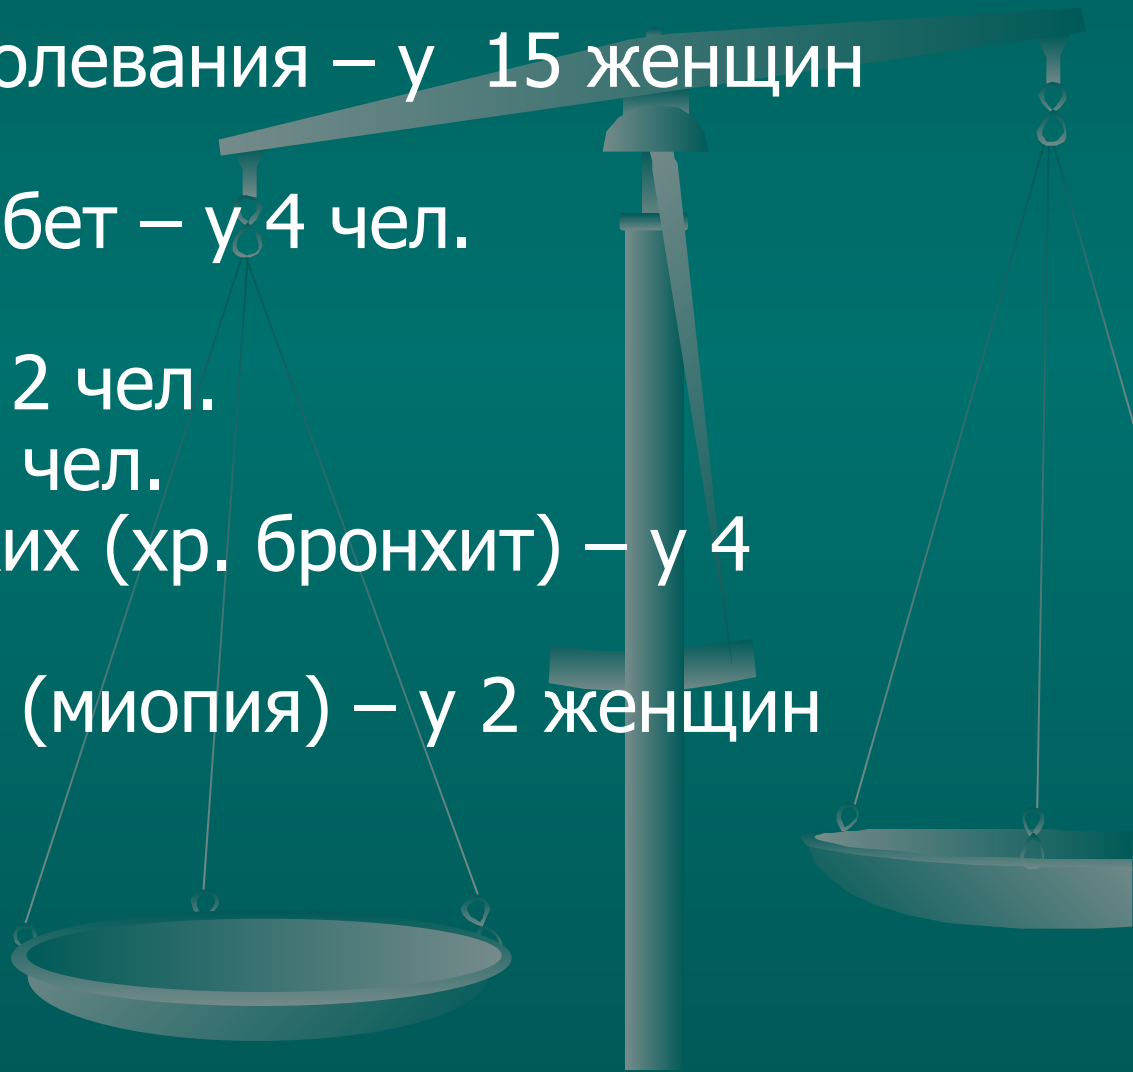 олевания – у 15 женщин
бет – у 4 чел.
2 чел.
чел.
их (хр. бронхит) – у 4
(миопия) – у 2 женщин